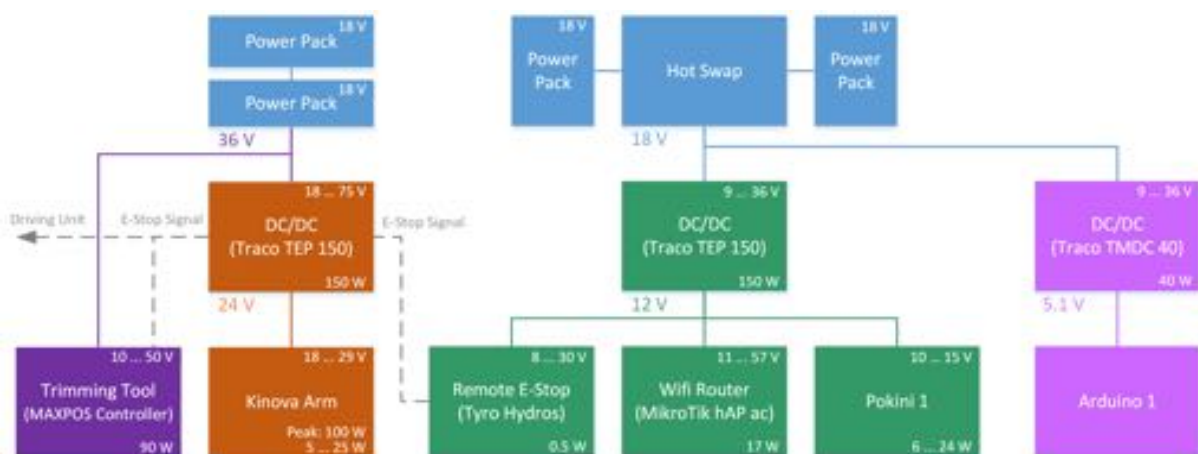 18 V
Power Pack
18 V
Power Pack
18 V
Power
Pack
Hot Swap
18 V
Power
Pack
36 V
18 V
18 ... 75 V
DC/DC
(Traco TEP 150)
150 W
9 ... 36 V
DC/DC
(Traco TEP 150)
150 W
9 ... 36 V
DC/DC
(Traco TMDC 40)
40 W
Driving Unit
E-Stop Signal
E-Stop Signal
24 V
12 V
5.1 V
10 ... 50 V
Trimming Tool
(MAXPOS Controller)
90 W
18 ... 29 V
Kinova Arm
Peak: 100 W
5 ... 25 W
8 ... 30 V
Remote E-Stop
(Tyro Hydros)
0.5 W
11 ... 57 V
Wifi Router
(MikroTik hAP ac)
17 W
10 ... 15 V
Pokini 1
6 ... 24 W
Arduino 1